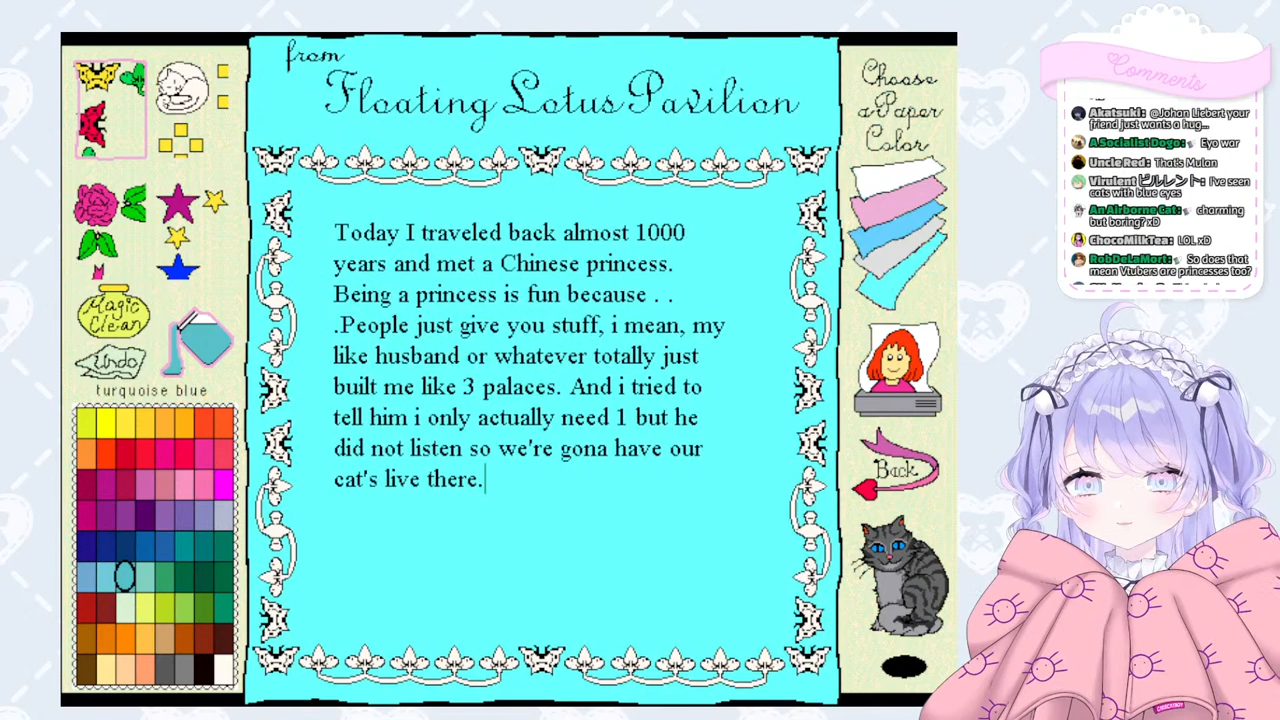 from
Floating Lotus Pavilion
Today I traveled back almost 1000
years and met a Chinese princess.
Being a princess is fun because . .
.People just give you stuff, i mean, my
like husband or whatever totally just
built me like 3 palaces. And i tried to
tell him i only actually need 1 but he
did not listen so we're gona have our
cat's live there.
Magic
Clean
Undo
turquoise blue
Choose
a Paper
Color
Back
Comments
Akatsuki: @Johan Liebert your
friend just wants a hug...
A Socialist Dogo: Eyo war
Uncle Red: That's Mulan
Virulent ビルレント: I've seen
cats with blue eyes
An Airborne Cat: charming
but boring? xD
ChocoMilkTea: LOL xD
RobDeLaMort: So does that
mean Vtubers are princesses too?